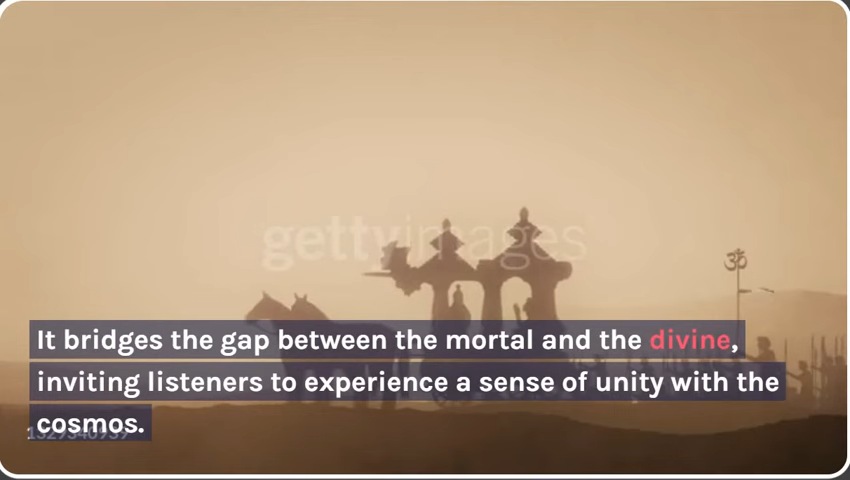 gettyimages
ॐ
It bridges the gap between the mortal and the divine,
inviting listeners to experience a sense of unity with the
cosmos.